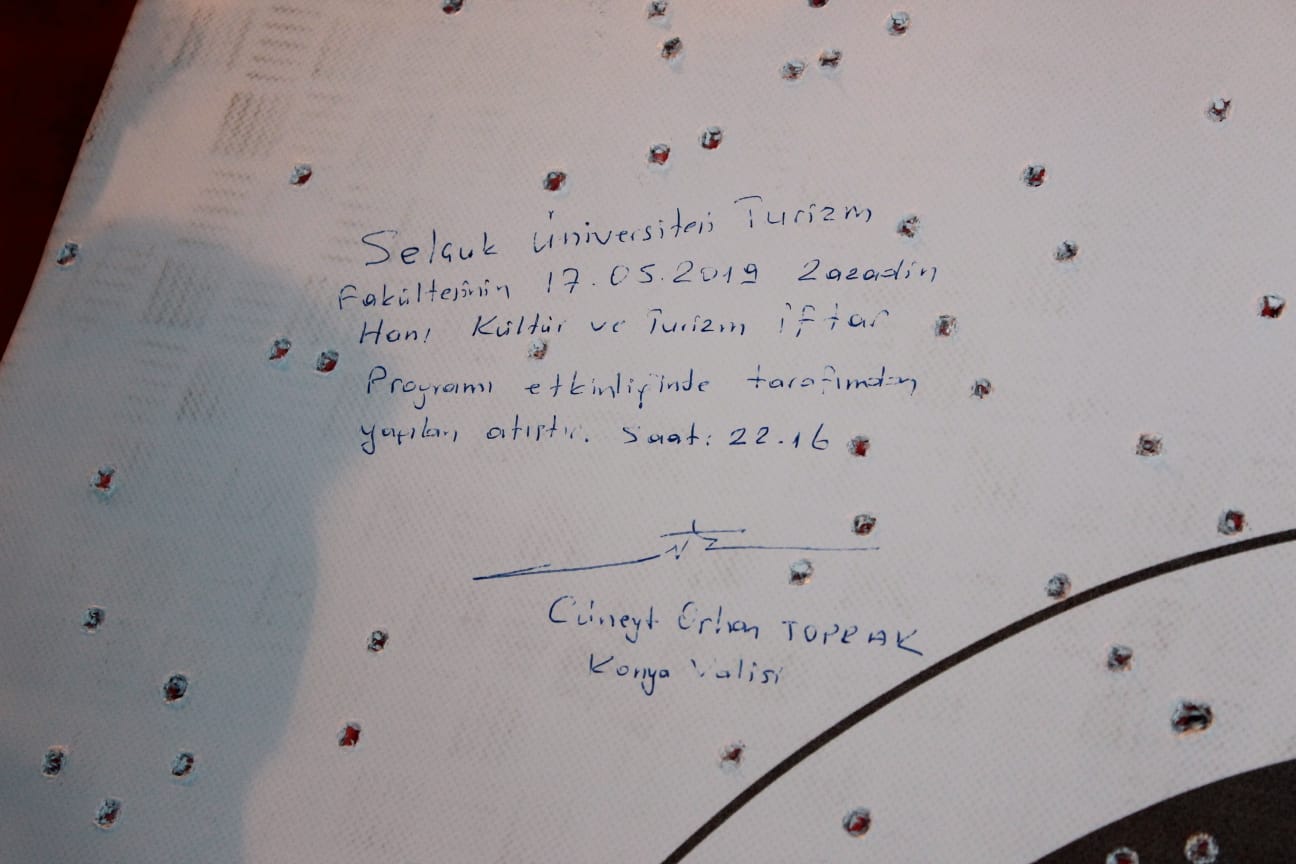 Selçuk Üniversitesi Turizm
Fakültesinin 17.05.2019 Zazadin
Hanı Kültür ve Turizm İftar
Programı etkinliğinde tarafımdan
yapılan atıştır. Saat: 22.16
Cüneyt Orhan TOPRAK
Konya Valisi